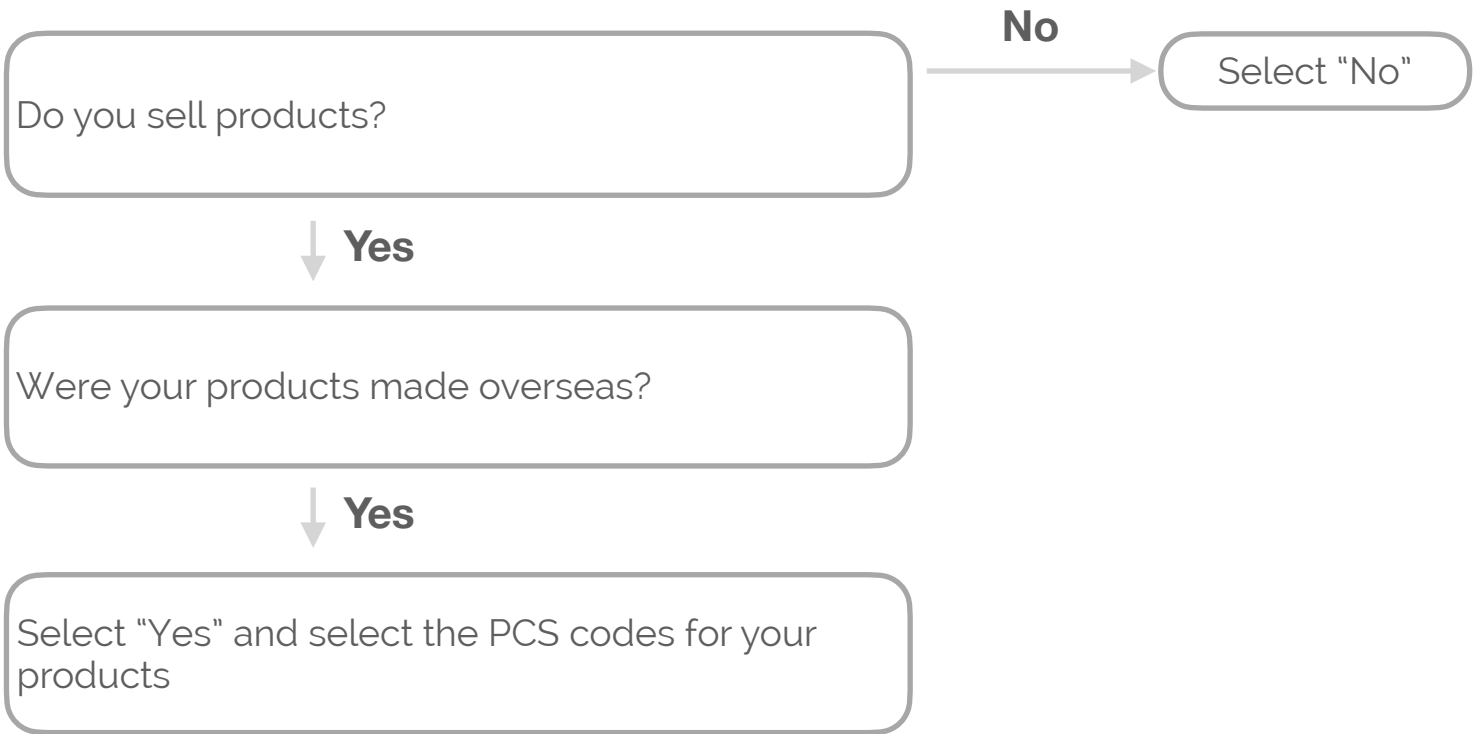 No
Select “No”
Do you sell products?
Yes
Were your products made overseas?
Yes
Select “Yes” and select the PCS codes for your
products